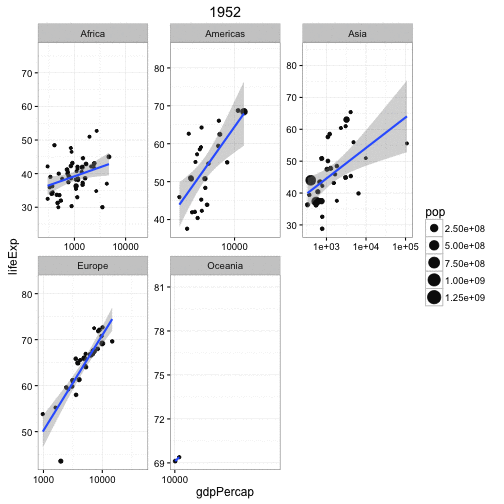 1952
Africa
Americas
Asia
70
60
50
40
30
1000
10000
80
70
60
50
40
10000
80
70
60
50
40
30
1e+03
1e+04
1e+05
lifeExp
Europe
Oceania
80
70
60
50
1000
10000
81
78
75
72
69
10000
gdpPercap
pop
2.50e+08
5.00e+08
7.50e+08
1.00e+09
1.25e+09